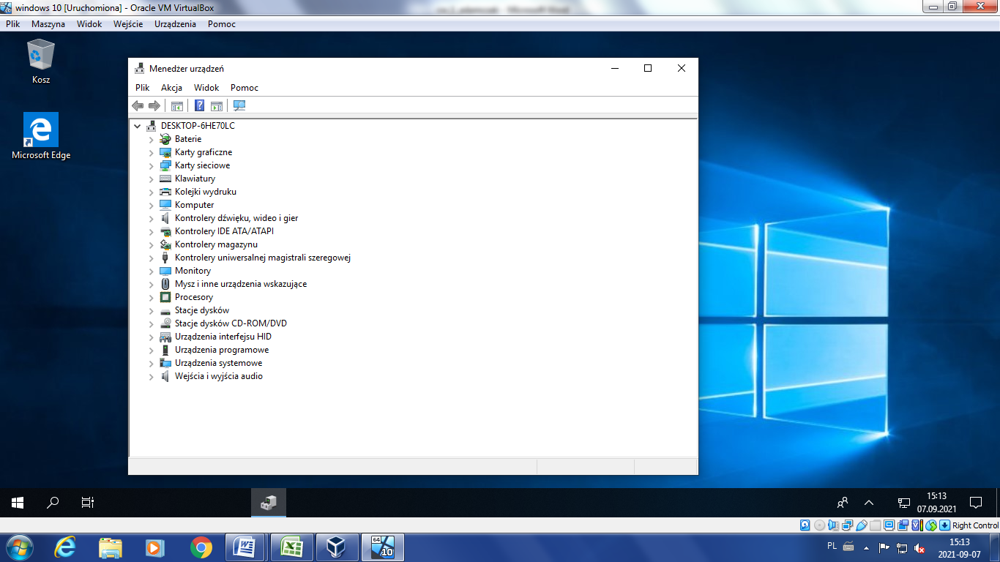 windows 10 [Uruchomiona] - Oracle VM VirtualBox
Plik Maszyna Widok Wejście Urządzenia Pomoc
Kosz
Microsoft Edge
Menedżer urządzeń
Plik Akcja Widok Pomoc
DESKTOP-6HE70LC
Baterie
Karty graficzne
Karty sieciowe
Klawiatury
Kolejki wydruku
Komputer
Kontrolery dźwięku, wideo i gier
Kontrolery IDE ATA/ATAPI
Kontrolery magazynu
Kontrolery uniwersalnej magistrali szeregowej
Monitory
Mysz i inne urządzenia wskazujące
Procesory
Stacje dysków
Stacje dysków CD-ROM/DVD
Urządzenia interfejsu HID
Urządzenia programowe
Urządzenia systemowe
Wejścia i wyjścia audio
15:13
07.09.2021
Right Control
64
10
PL
15:13
2021-09-07